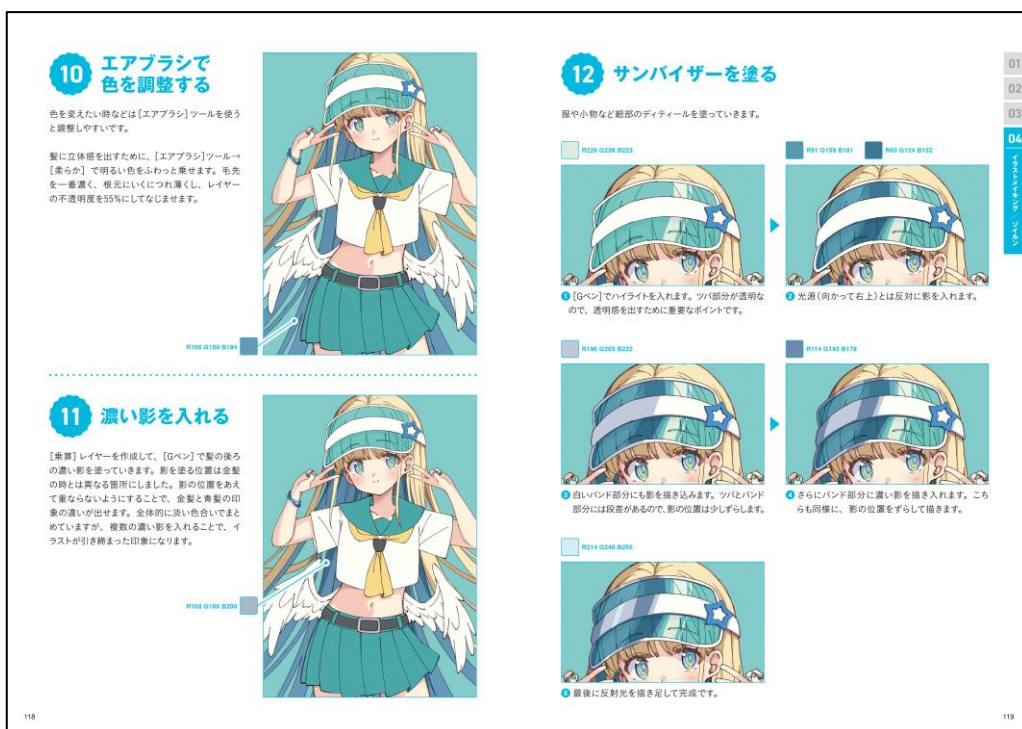 10
エアブラシで
色を調整する
色を変えたい時などは[エアブラシ]ツールを使う
と調整しやすいです。
髪に立体感を出すために、[エアブラシ]ツール→
[柔らか]で明るい色をふわっと乗せます。毛先
を一番濃く、根元にいくにつれ薄くし、レイヤー
の不透明度を55%にしてなじませます。
R108 G159 B194
11
濃い影を入れる
[乗算]レイヤーを作成して、[Gペン]で髪の後ろ
の濃い影を塗っていきます。影を塗る位置は金髪
の時とは異なる箇所にしました。影の位置をあえ
て重ならないようにすることで、金髪と青髪の印
象の違いが出せます。全体的に淡い色合いでまと
めていますが、複数の濃い影を入れることで、イ
ラストが引き締まった印象になります。
R168 G188 B200
118
12
サンバイザーを塗る
服や小物など細部のディティールを塗っていきます。
R226 G239 B223
R91 G159 B181
R63 G124 B152
❶ [Gペン]でハイライトを入れます。ツバ部分が透明な
ので、透明感を出すために重要なポイントです。
❷ 光源(向かって右上)とは反対に影を入れます。
R196 G203 B222
R114 G143 B178
❸ 白いバンド部分にも影を描き込みます。ツバとバンド
部分には段差があるので、影の位置は少しずらします。
❹ さらにバンド部分に濃い影を描き入れます。こち
らも同様に、影の位置をずらして描きます。
R214 G248 B255
❺ 最後に反射光を描き足して完成です。
01
02
03
04
イラストメイキング/ソイルン
119